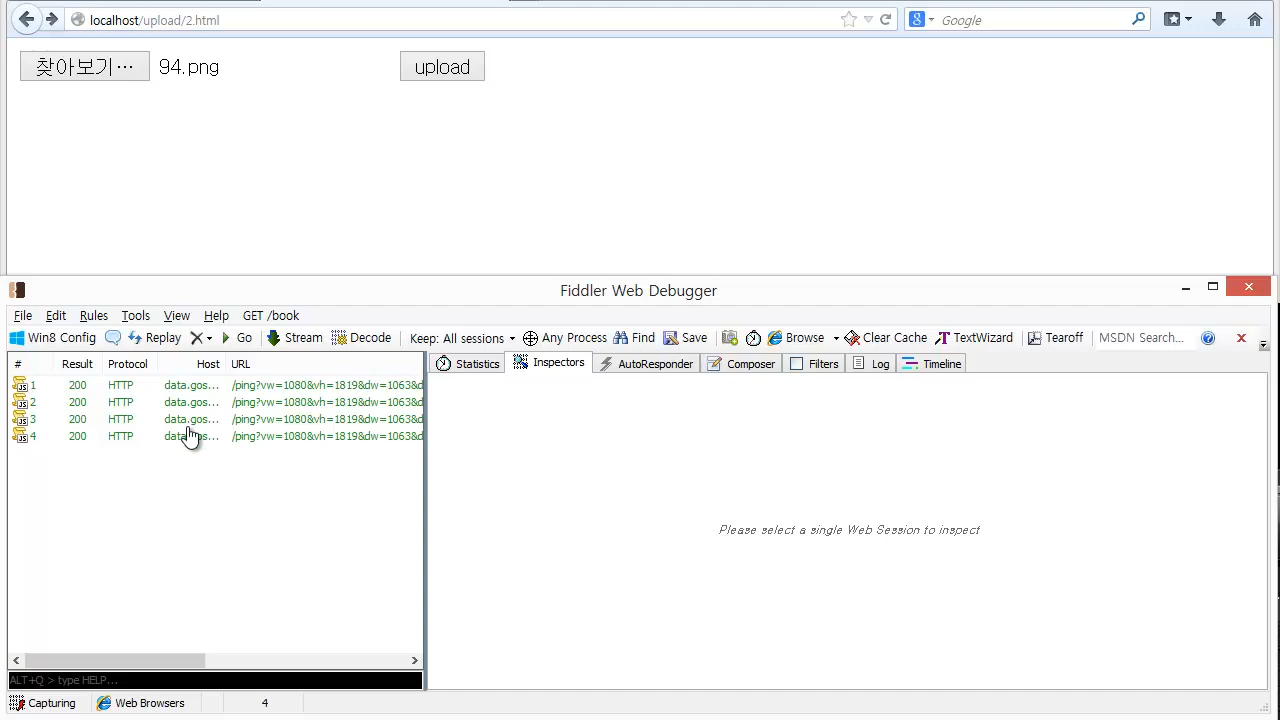 localhost/upload/2.html
Google
찾아보기… 94.png upload
Fiddler Web Debugger
File Edit Rules Tools View Help GET /book
Win8 Config Replay Go Stream Decode Keep: All sessions Any Process Find Save Browse Clear Cache TextWizard Tearoff MSDN Search...
# Result Protocol Host URL
Statistics Inspectors AutoResponder Composer Filters Log Timeline
1 200 HTTP data.gos... /ping?vw=1080&vh=1819&dw=1063&d
2 200 HTTP data.gos... /ping?vw=1080&vh=1819&dw=1063&d
3 200 HTTP data.gos... /ping?vw=1080&vh=1819&dw=1063&d
4 200 HTTP data.gos... /ping?vw=1080&vh=1819&dw=1063&d
Please select a single Web Session to inspect
ALT+Q > type HELP...
Capturing Web Browsers 4